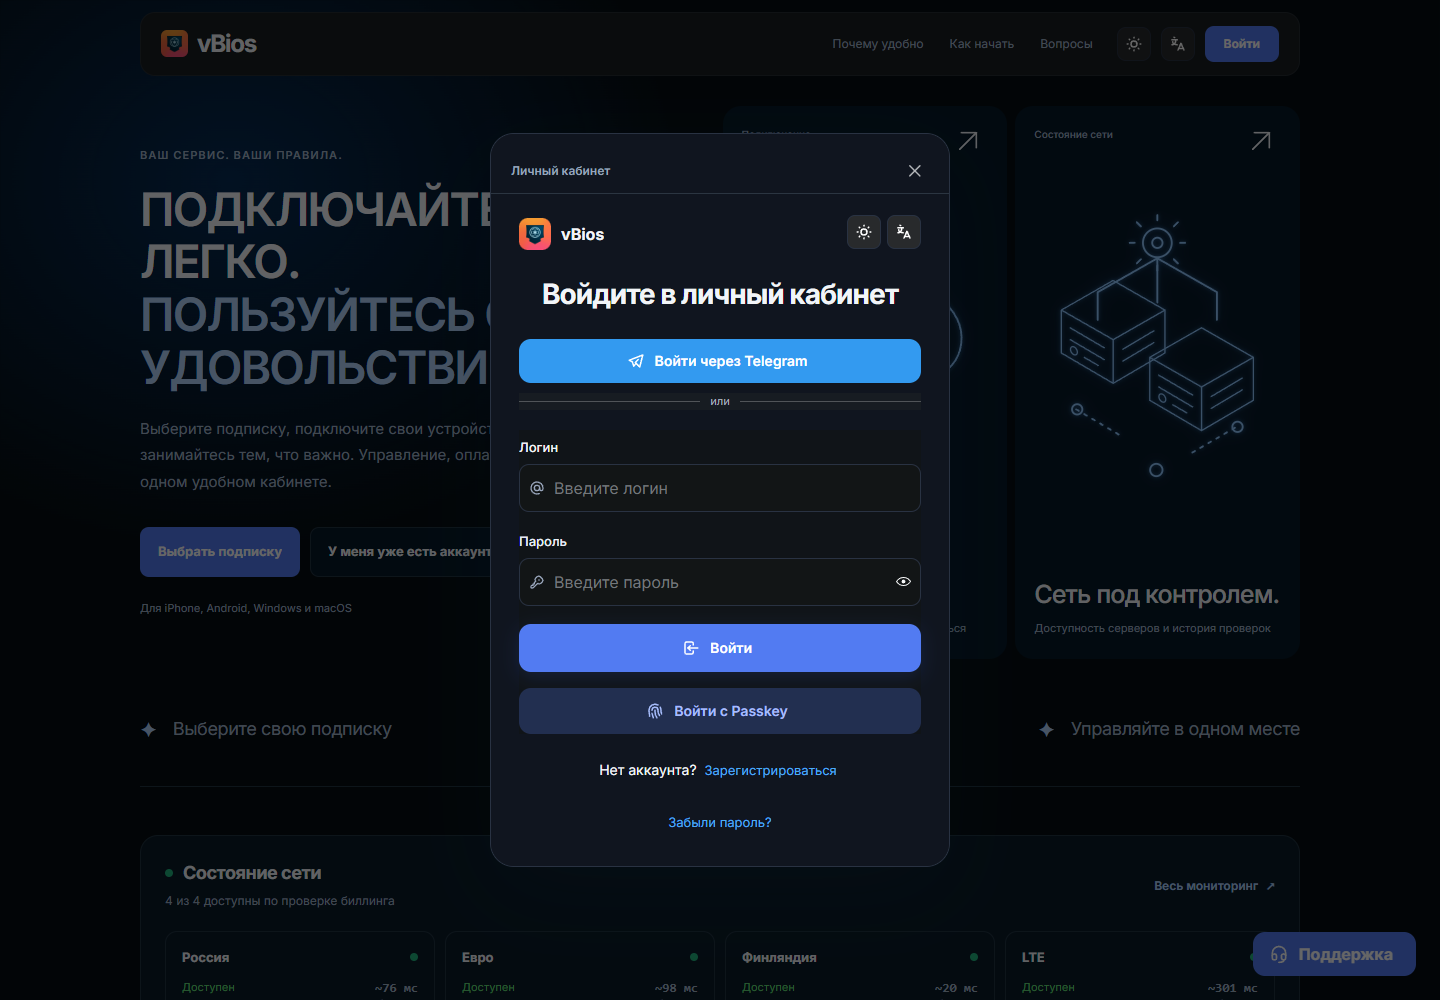 vBios
Почему удобно
Как начать
Вопросы
Войти
ВАШ СЕРВИС. ВАШИ ПРАВИЛА.
ПОДКЛЮЧАЙТЕ
ЛЕГКО.
ПОЛЬЗУЙТЕСЬ
УДОВОЛЬСТВИ
Выберите подписку, подключите свои устройст
занимайтесь тем, что важно. Управление, опла
одном удобном кабинете.
Выбрать подписку
У меня уже есть аккаунт
Для iPhone, Android, Windows и macOS
Личный кабинет
vBios
Войдите в личный кабинет
Войти через Telegram
или
Логин
Введите логин
Пароль
Введите пароль
Войти
Войти с Passkey
Нет аккаунта? Зарегистрироваться
Забыли пароль?
ься
Состояние сети
Сеть под контролем.
Доступность серверов и история проверок
Выберите свою подписку
Управляйте в одном месте
Состояние сети
4 из 4 доступны по проверке биллинга
Весь мониторинг ↗
Россия
Доступен
~76 мс
Евро
Доступен
~98 мс
Финляндия
Доступен
~20 мс
LTE
Доступен
~301 мс
Поддержка